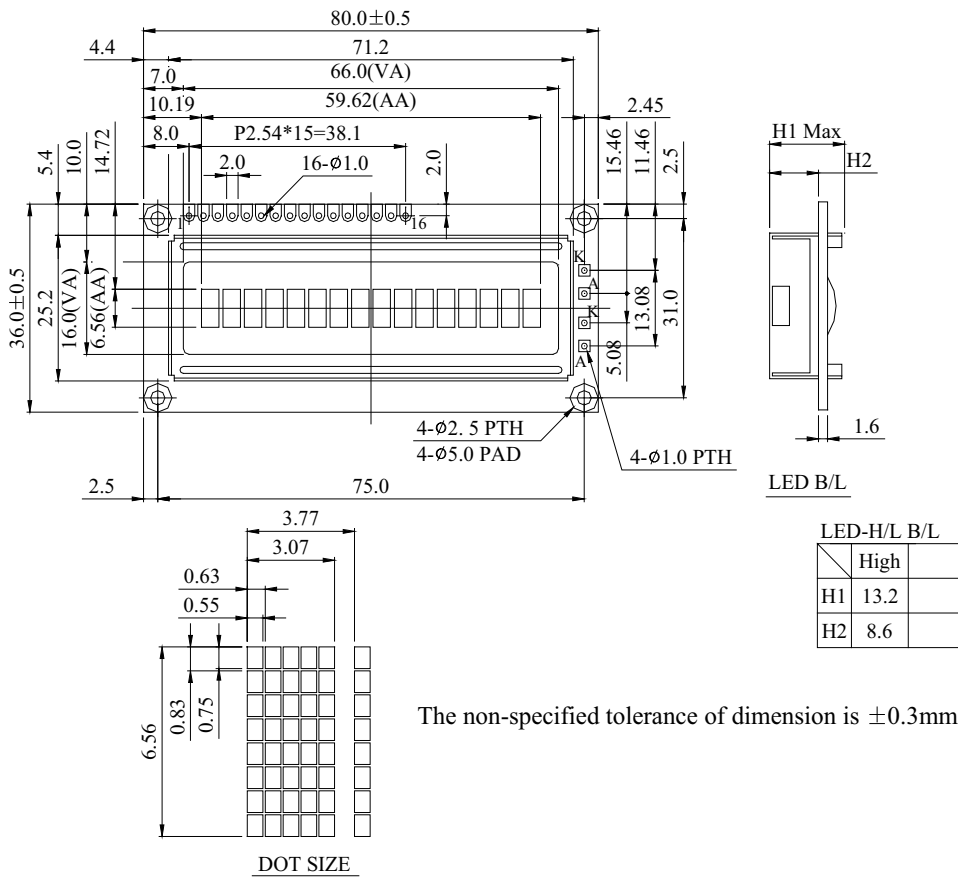 80.0±0.5
4.4
71.2
7.0
66.0(VA)
10.19
59.62(AA)
2.45
8.0
P2.54*15=38.1
2.0
16-ø1.0
2.0
5.4
10.0
14.72
15.46
11.46
2.5
H1 Max
H2
1
16
K
A
K
A
36.0±0.5
25.2
16.0(VA)
6.56(AA)
5.08
13.08
31.0
4-ø2. 5 PTH
4-ø5.0 PAD
4-ø1.0 PTH
1.6
2.5
75.0
LED B/L
3.77
3.07
0.63
0.55
6.56
0.83
0.75
DOT SIZE
LED-H/L B/L
High
H1 13.2
H2 8.6
The non-specified tolerance of dimension is ±0.3mm